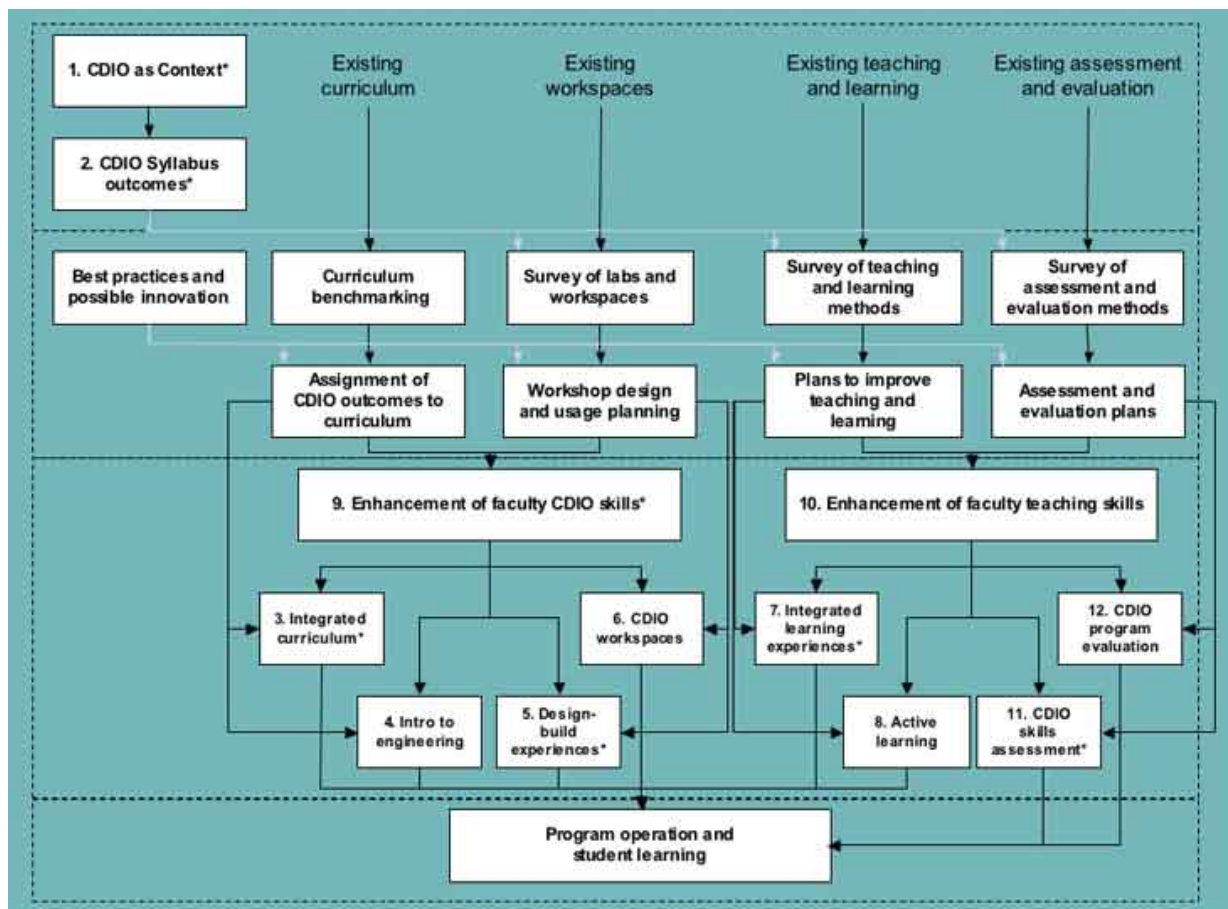 1. CDIO as Context*
Existing
curriculum
Existing
workspaces
Existing teaching
and learning
Existing assessment
and evaluation
2. CDIO Syllabus
outcomes*
Best practices and
possible innovation
Curriculum
benchmarking
Survey of labs and
workspaces
Survey of teaching
and learning
methods
Survey of
assessment and
evaluation methods
Assignment of
CDIO outcomes to
curriculum
Workshop design
and usage planning
Plans to improve
teaching and
learning
Assessment and
evaluation plans
9. Enhancement of faculty CDIO skills*
10. Enhancement of faculty teaching skills
3. Integrated
curriculum*
6. CDIO
workspaces
7. Integrated
learning
experiences*
12. CDIO
program
evaluation
4. Intro to
engineering
5. Design-
build
experiences*
8. Active
learning
11. CDIO
skills
assessment*
Program operation and
student learning